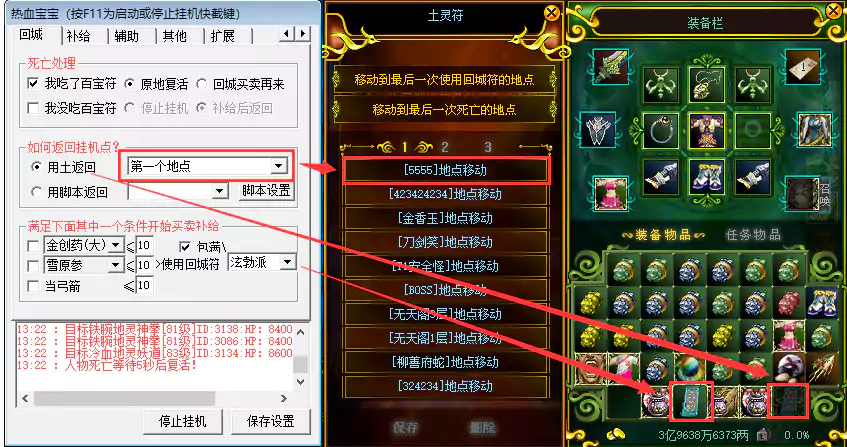 热血宝宝（按F11为启动或停止挂机快截键）
回城 补给 辅助 其他 扩展
死亡处理
我吃了百宝符 原地复活 回城买卖再来
我没吃百宝符 停止挂机 补给后返回
如何返回挂机点?
用土返回 第一个地点
用脚本返回 脚本设置
满足下面其中一个条件开始买卖补给
金创药(大) ≤ 10 包满\
雪原参 ≤ 10 >使用回城符 泫勃派
当弓箭 ≤ 10
13:22 : 目标铁腕地灵神拳[81级]ID:3138:HP: 8400
13:22 : 目标铁腕地灵神拳[81级]ID:3086:HP: 8400
13:22 : 目标冷血地灵妖道[83级]ID:3134:HP: 8600
13:22 : 人物死亡等待5秒后复活!
停止挂机 保存设置
土灵符
移动到最后一次使用回城符的地点
移动到最后一次死亡的地点
1 2 3
[5555]地点移动
[423424234]地点移动
[金香玉]地点移动
[刀剑笑]地点移动
[71安全怪]地点移动
[BOSS]地点移动
[无天阁3层]地点移动
[无天阁1层]地点移动
[柳善府蛇]地点移动
[324234]地点移动
保存 删除
装备栏
召唤
装备物品 任务物品
3亿9638万6373两 0.0%